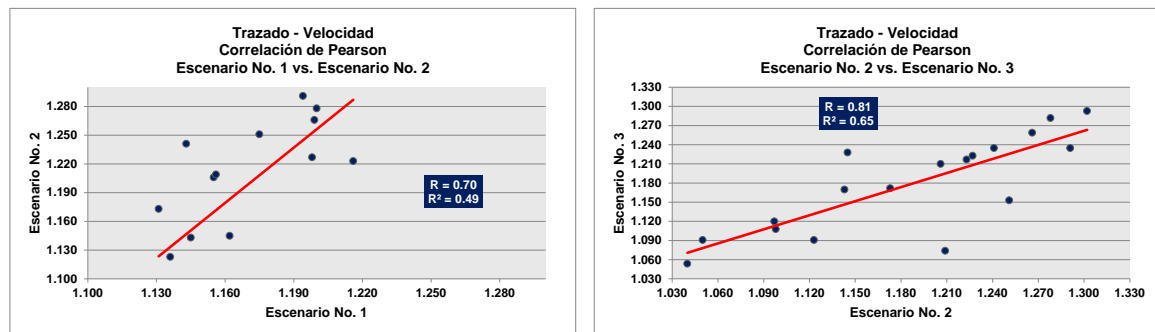 Trazado - Velocidad
Correlación de Pearson
Escenario No. 1 vs. Escenario No. 2
Escenario No. 2
1.280
1.250
1.220
1.190
1.160
1.130
1.100
R = 0.70
R² = 0.49
1.100 1.130 1.160 1.190 1.220 1.250 1.280
Escenario No. 1
Trazado - Velocidad
Correlación de Pearson
Escenario No. 2 vs. Escenario No. 3
Escenario No. 3
1.330
1.300
1.270
1.240
1.210
1.180
1.150
1.120
1.090
1.060
1.030
R = 0.81
R² = 0.65
1.030 1.060 1.090 1.120 1.150 1.180 1.210 1.240 1.270 1.300 1.330
Escenario No. 2